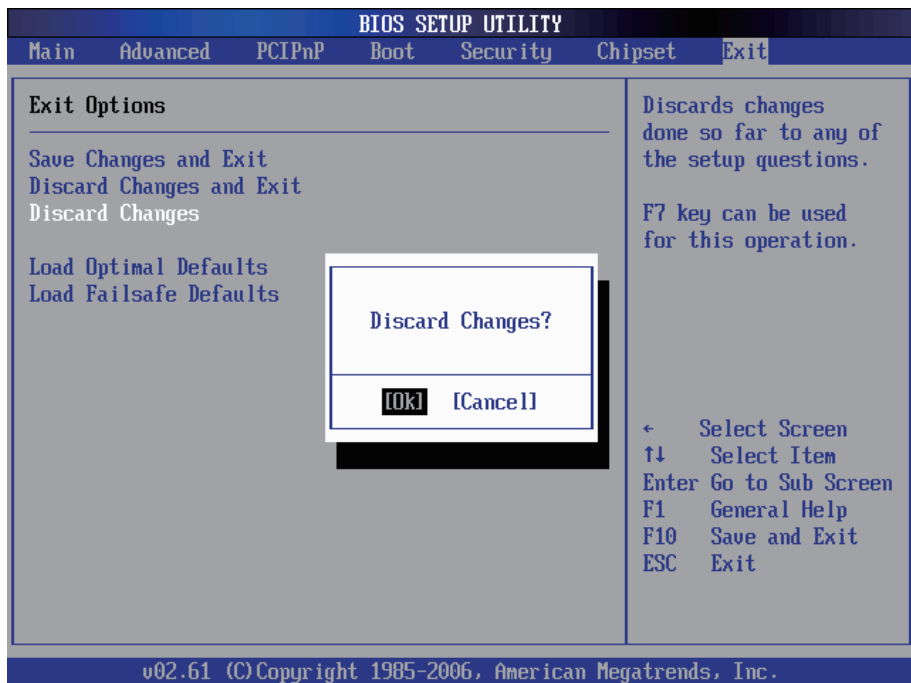 BIOS SETUP UTILITY
Main Advanced PCIPnP Boot Security Chipset Exit
Exit Options
Save Changes and Exit
Discard Changes and Exit
Discard Changes
Load Optimal Defaults
Load Failsafe Defaults
Discard Changes?
[Ok] [Cancel]
Discards changes
done so far to any of
the setup questions.
F7 key can be used
for this operation.
← Select Screen
↑↓ Select Item
Enter Go to Sub Screen
F1 General Help
F10 Save and Exit
ESC Exit
v02.61 (C)Copyright 1985-2006, American Megatrends, Inc.